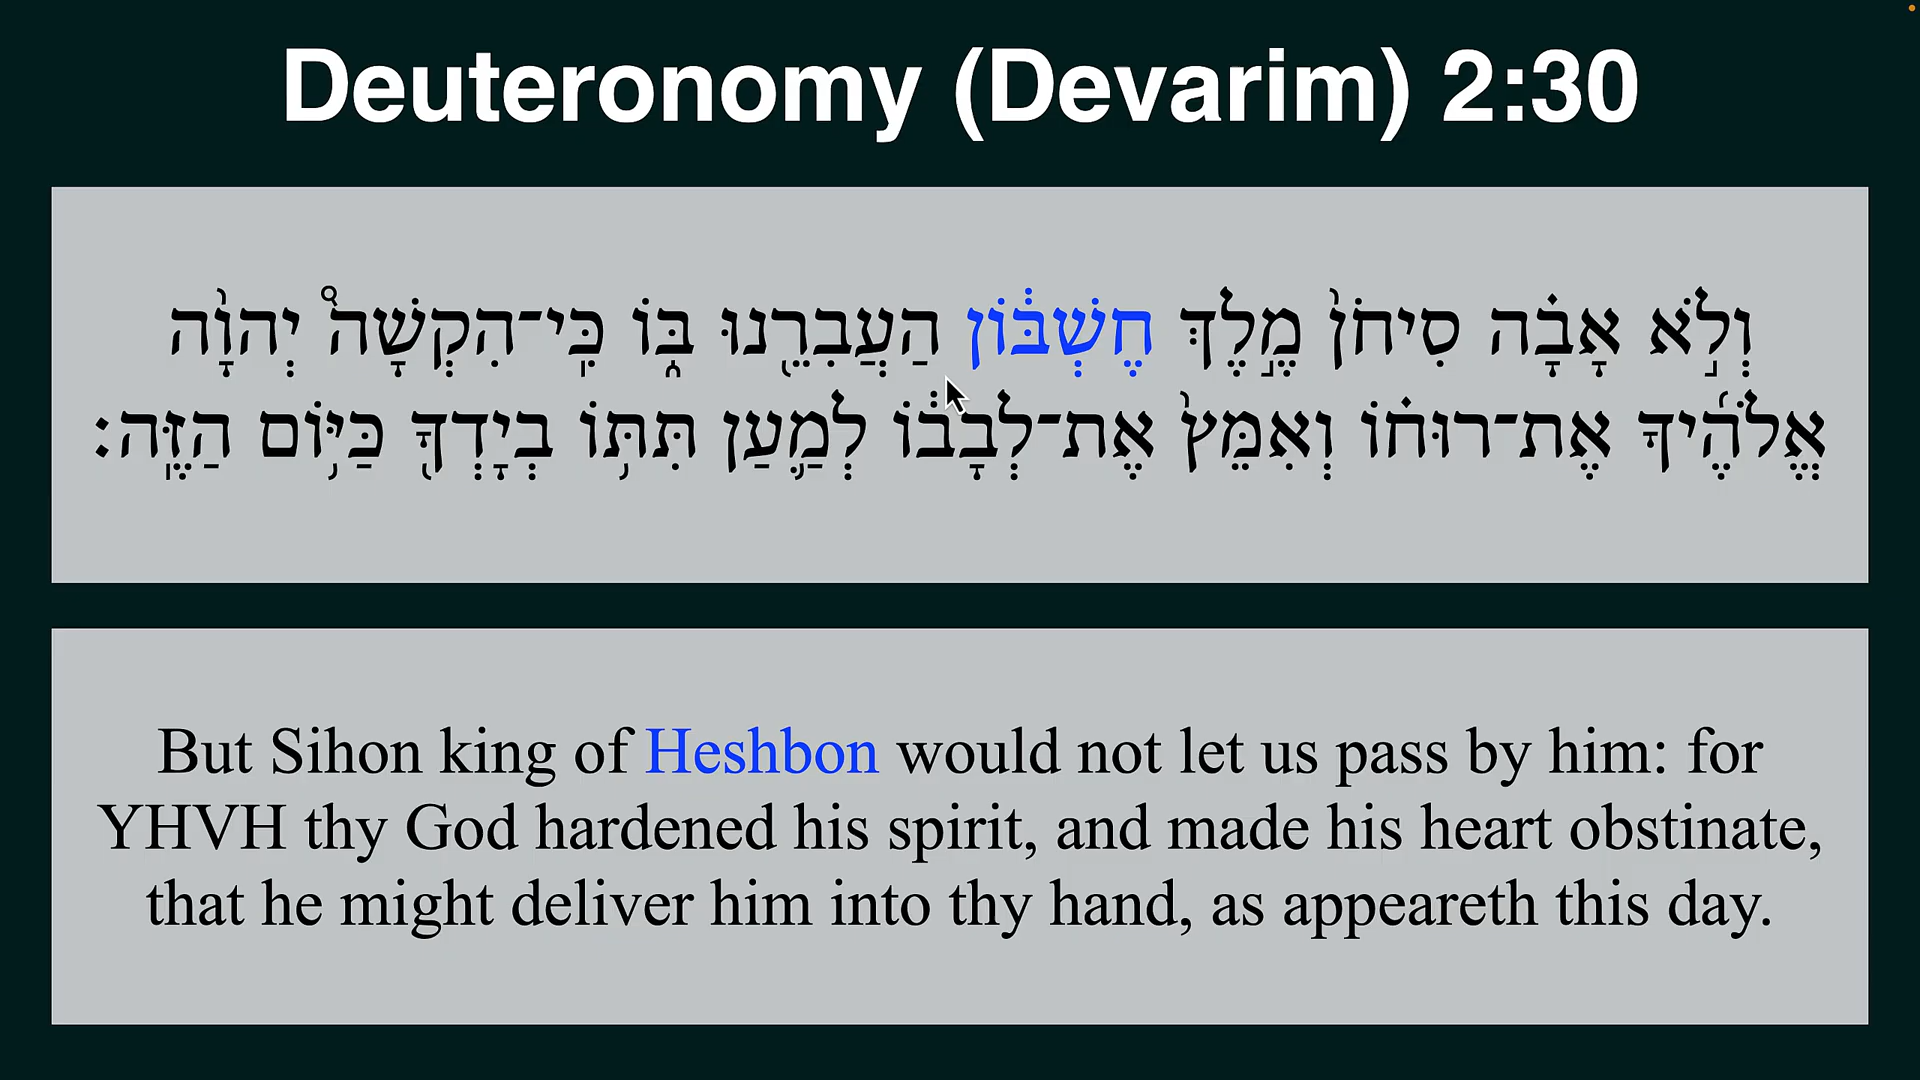 Deuteronomy (Devarim) 2:30
וְלֹ֣א אָבָ֗ה סִיחֹן֙ מֶ֣לֶךְ חֶשְׁבּ֔וֹן הַעֲבִרֵ֖נוּ בּ֑וֹ כִּֽי־הִקְשָׁה֩ יְהוָ֨ה
אֱלֹהֶ֜יךָ אֶת־רוּח֗וֹ וְאִמֵּץ֙ אֶת־לְבָב֔וֹ לְמַ֛עַן תִּתּ֥וֹ בְיָדְךָ֖ כַּיּ֥וֹם הַזֶּֽה׃
But Sihon king of Heshbon would not let us pass by him: for
YHVH thy God hardened his spirit, and made his heart obstinate,
that he might deliver him into thy hand, as appeareth this day.